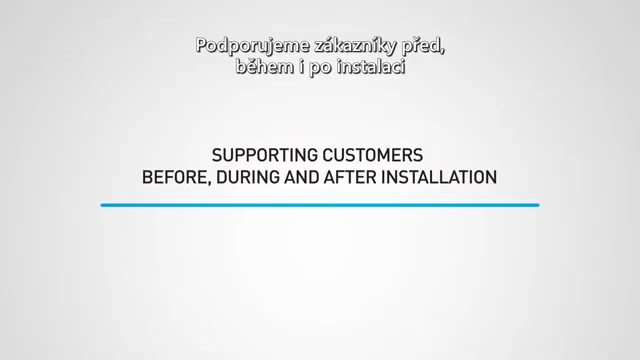 Podporujeme zákazníky před,
během i po instalaci
SUPPORTING CUSTOMERS
BEFORE, DURING AND AFTER INSTALLATION